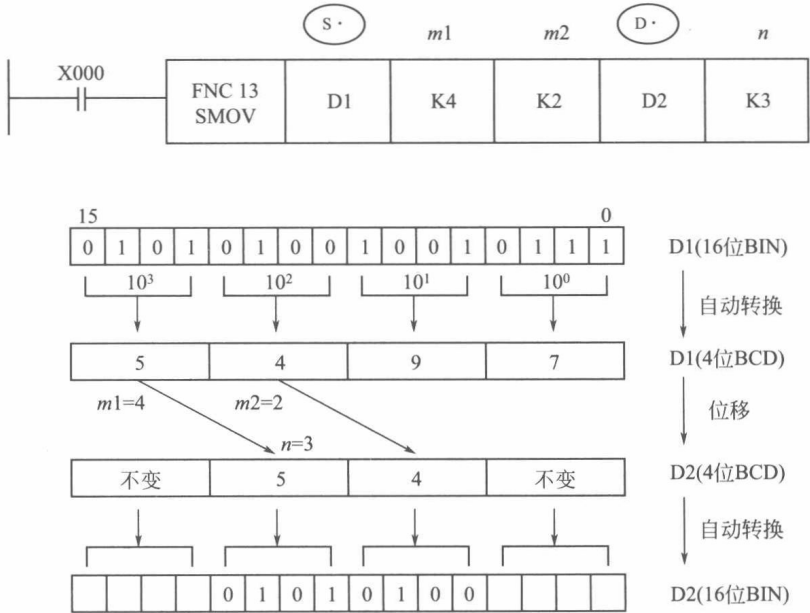 S· m1 m2 D· n
X000
FNC 13 SMOV D1 K4 K2 D2 K3
15 0
0 1 0 1 0 1 0 0 1 0 0 1 0 1 1 1 D1(16位BIN)
10³ 10² 10¹ 10⁰
自动转换
5 4 9 7 D1(4位BCD)
m1=4 m2=2 位移
n=3
不变 5 4 不变 D2(4位BCD)
自动转换
0 1 0 1 0 1 0 0 D2(16位BIN)